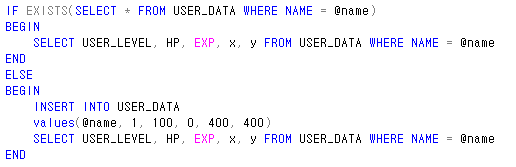 IF EXISTS(SELECT * FROM USER_DATA WHERE NAME = @name)
BEGIN
    SELECT USER_LEVEL, HP, EXP, x, y FROM USER_DATA WHERE NAME = @name
END
ELSE
BEGIN
    INSERT INTO USER_DATA
    values(@name, 1, 100, 0, 400, 400)
    SELECT USER_LEVEL, HP, EXP, x, y FROM USER_DATA WHERE NAME = @name
END